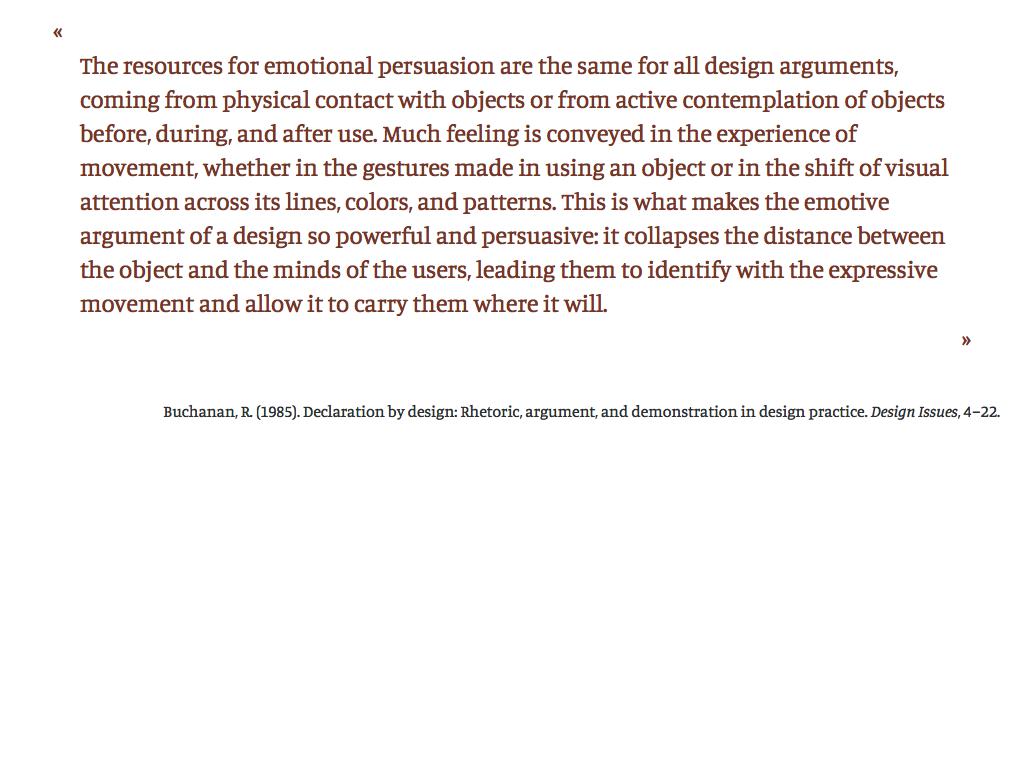 «
The resources for emotional persuasion are the same for all design arguments,
coming from physical contact with objects or from active contemplation of objects
before, during, and after use. Much feeling is conveyed in the experience of
movement, whether in the gestures made in using an object or in the shift of visual
attention across its lines, colors, and patterns. This is what makes the emotive
argument of a design so powerful and persuasive: it collapses the distance between
the object and the minds of the users, leading them to identify with the expressive
movement and allow it to carry them where it will.
»
Buchanan, R. (1985). Declaration by design: Rhetoric, argument, and demonstration in design practice. Design Issues, 4–22.